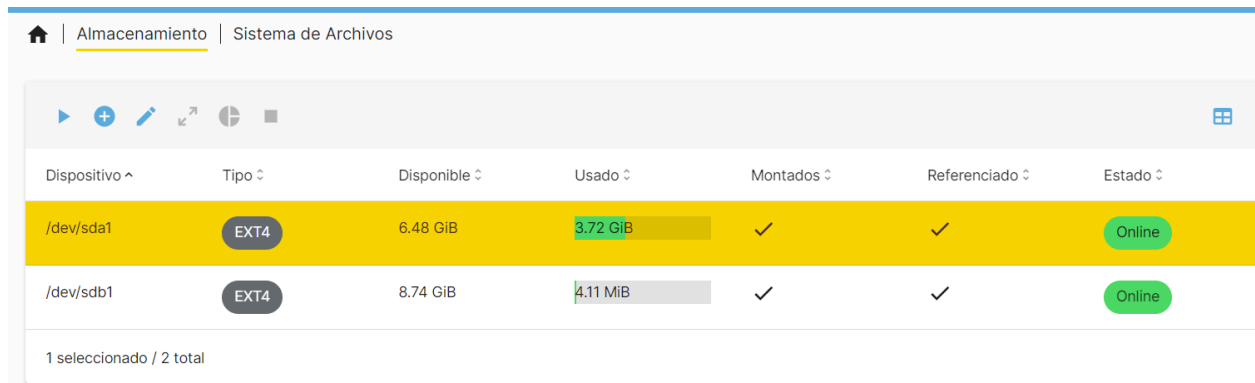 Almacenamiento | Sistema de Archivos
Dispositivo Tipo Disponible Usado Montados Referenciado Estado
/dev/sda1 EXT4 6.48 GiB 3.72 GiB Online
/dev/sdb1 EXT4 8.74 GiB 4.11 MiB Online
1 seleccionado / 2 total